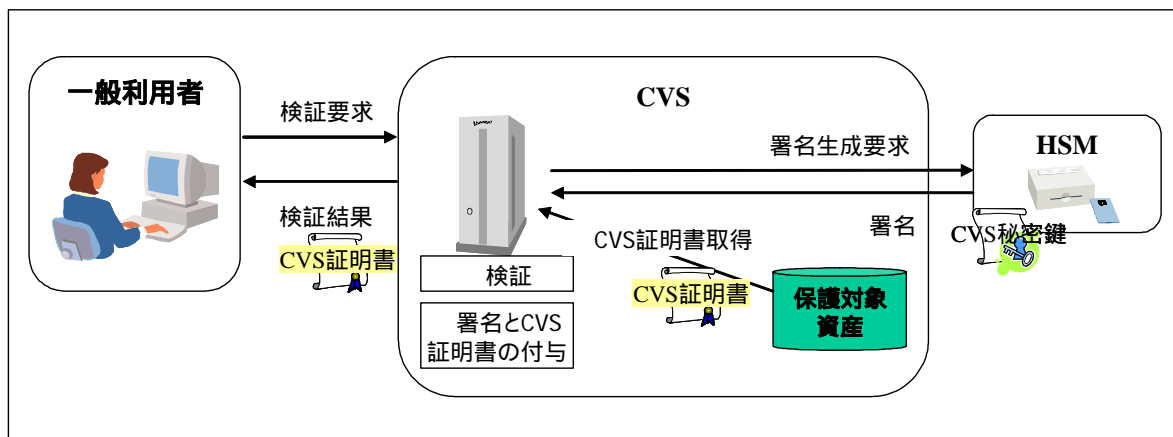 一般利用者
検証要求
検証結果
CVS証明書
CVS
検証
署名とCVS
証明書の付与
CVS証明書取得
CVS証明書
保護対象
資産
署名生成要求
署名
HSM
CVS秘密鍵